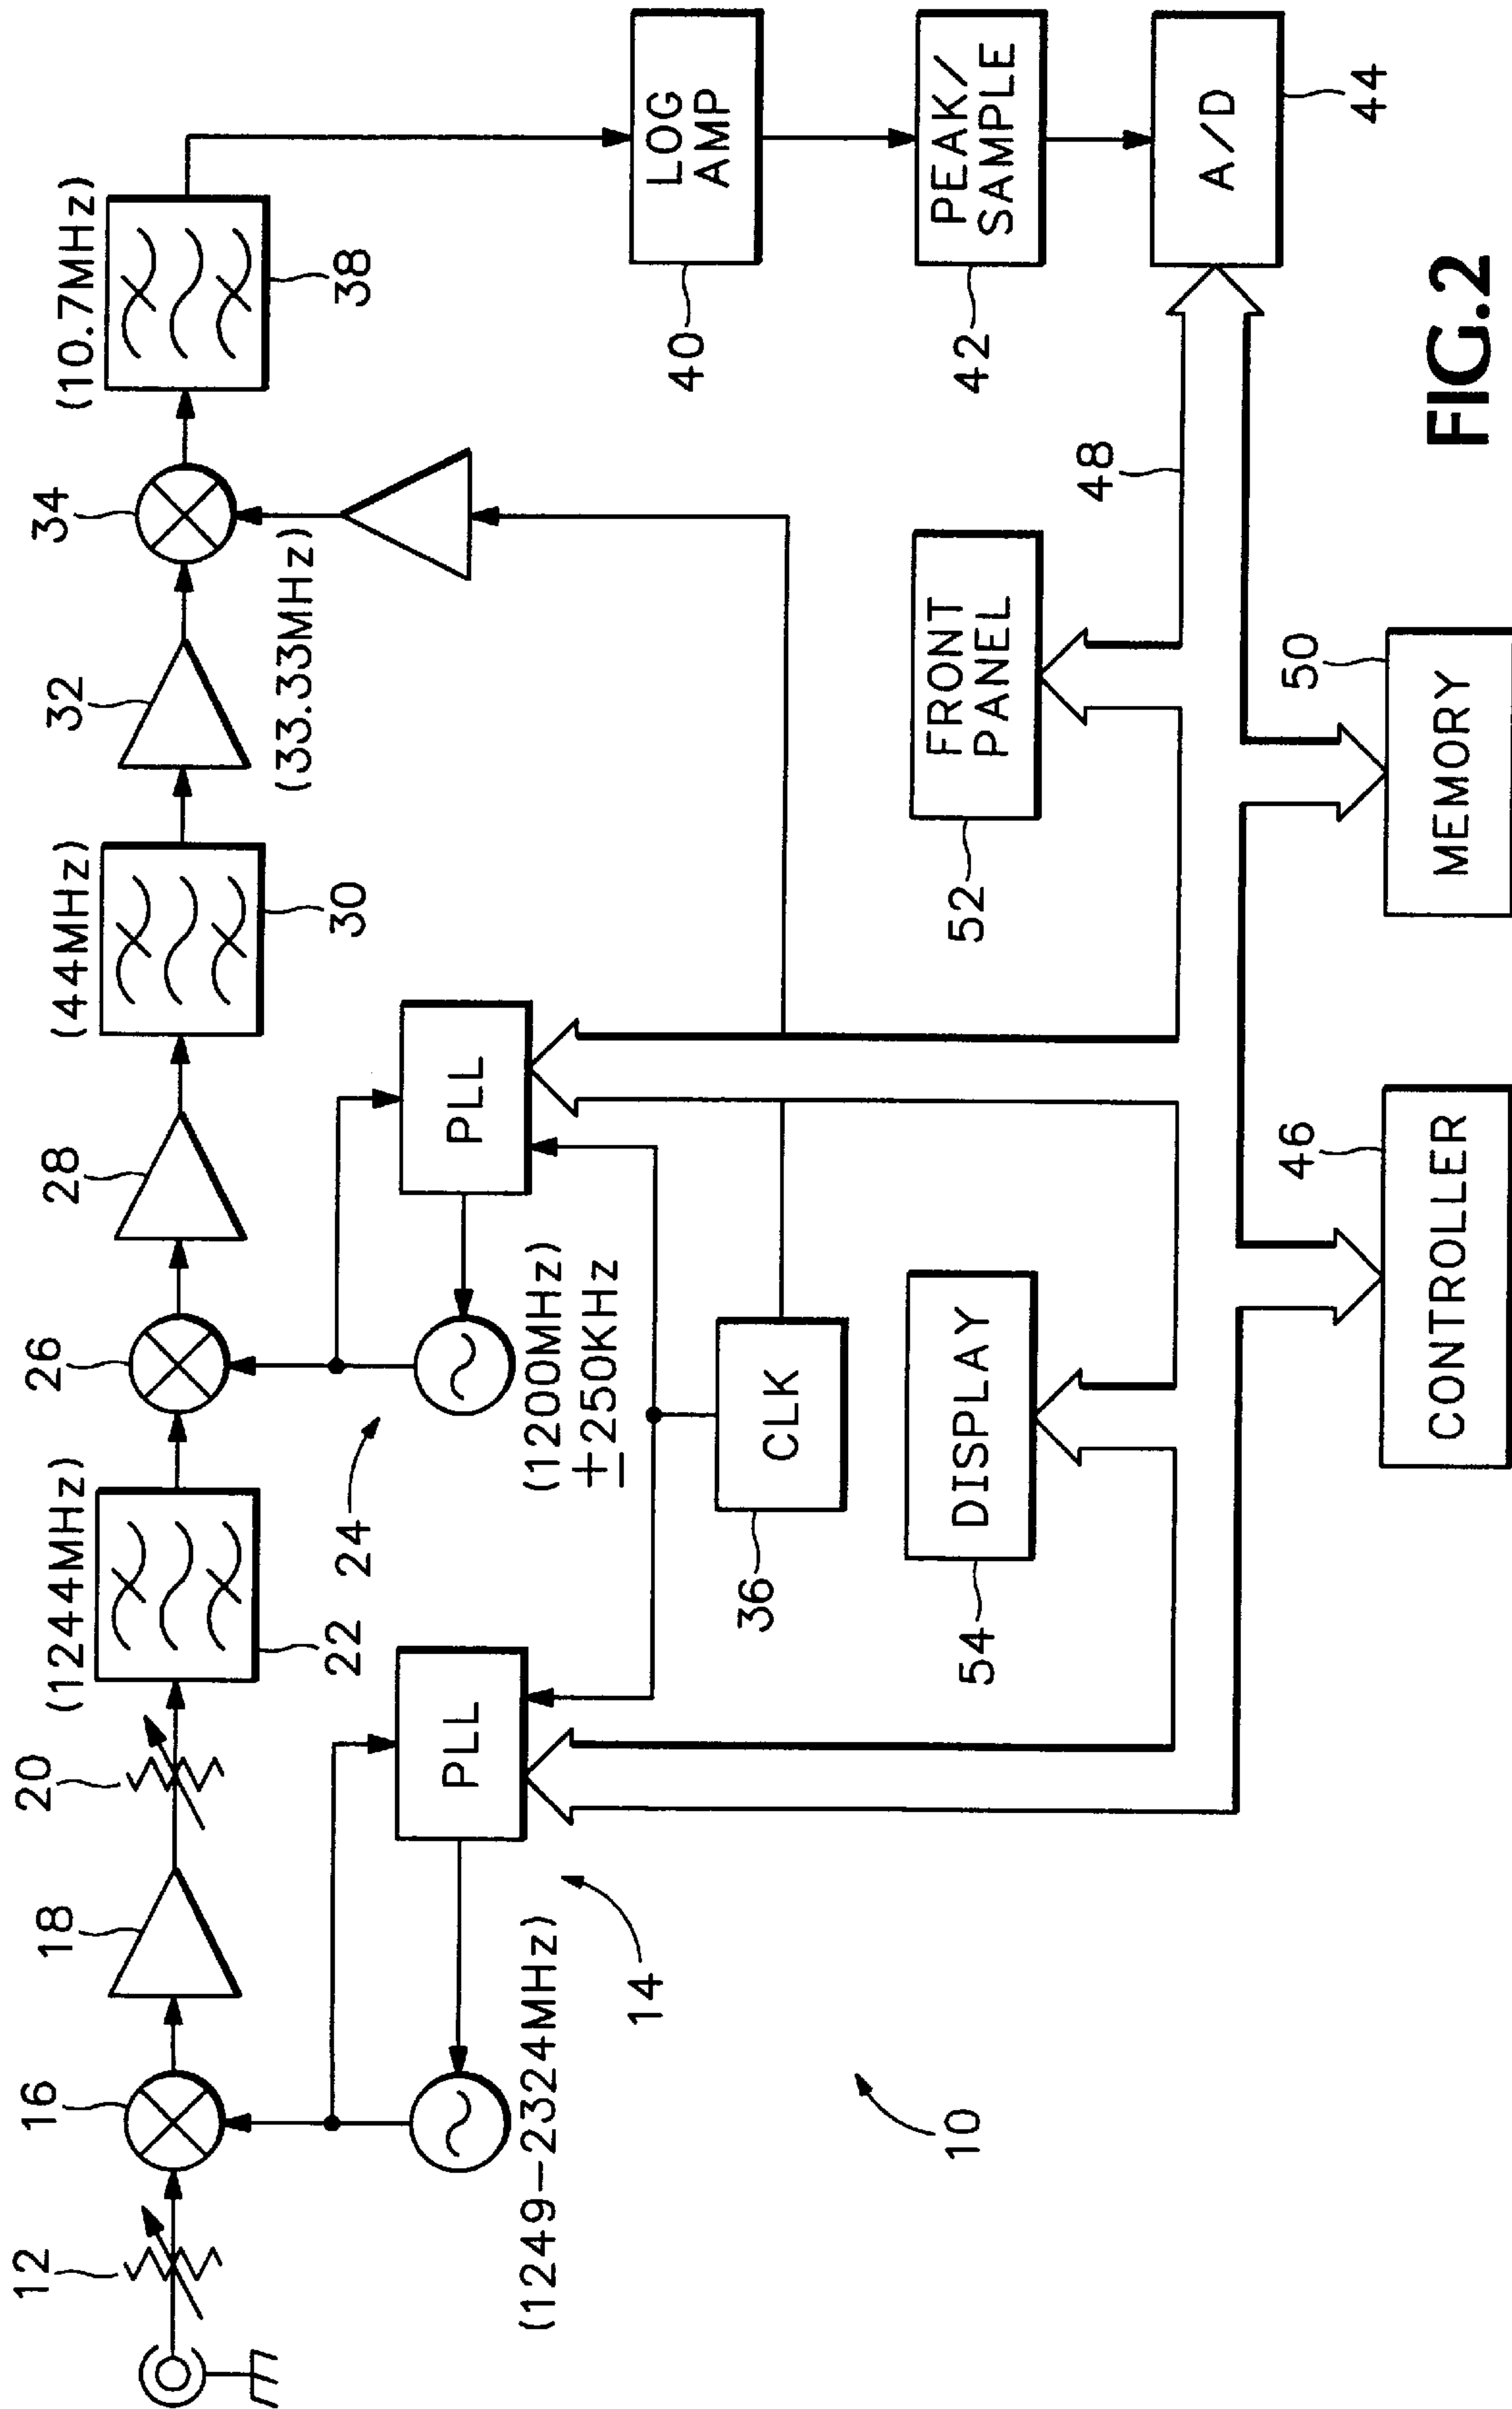 12
16
18
20
(1244MHz)
22
26
28
(44MHz)
30
32
34
(10.7MHz)
38
(33.33MHz)
PLL
(1249-2324MHz)
14
24
PLL
(1200MHz)
±250KHz
CLK
36
LOG
AMP
40
PEAK/
SAMPLE
42
A/D
44
10
DISPLAY
54
FRONT
PANEL
52
48
CONTROLLER
46
MEMORY
50
FIG.2